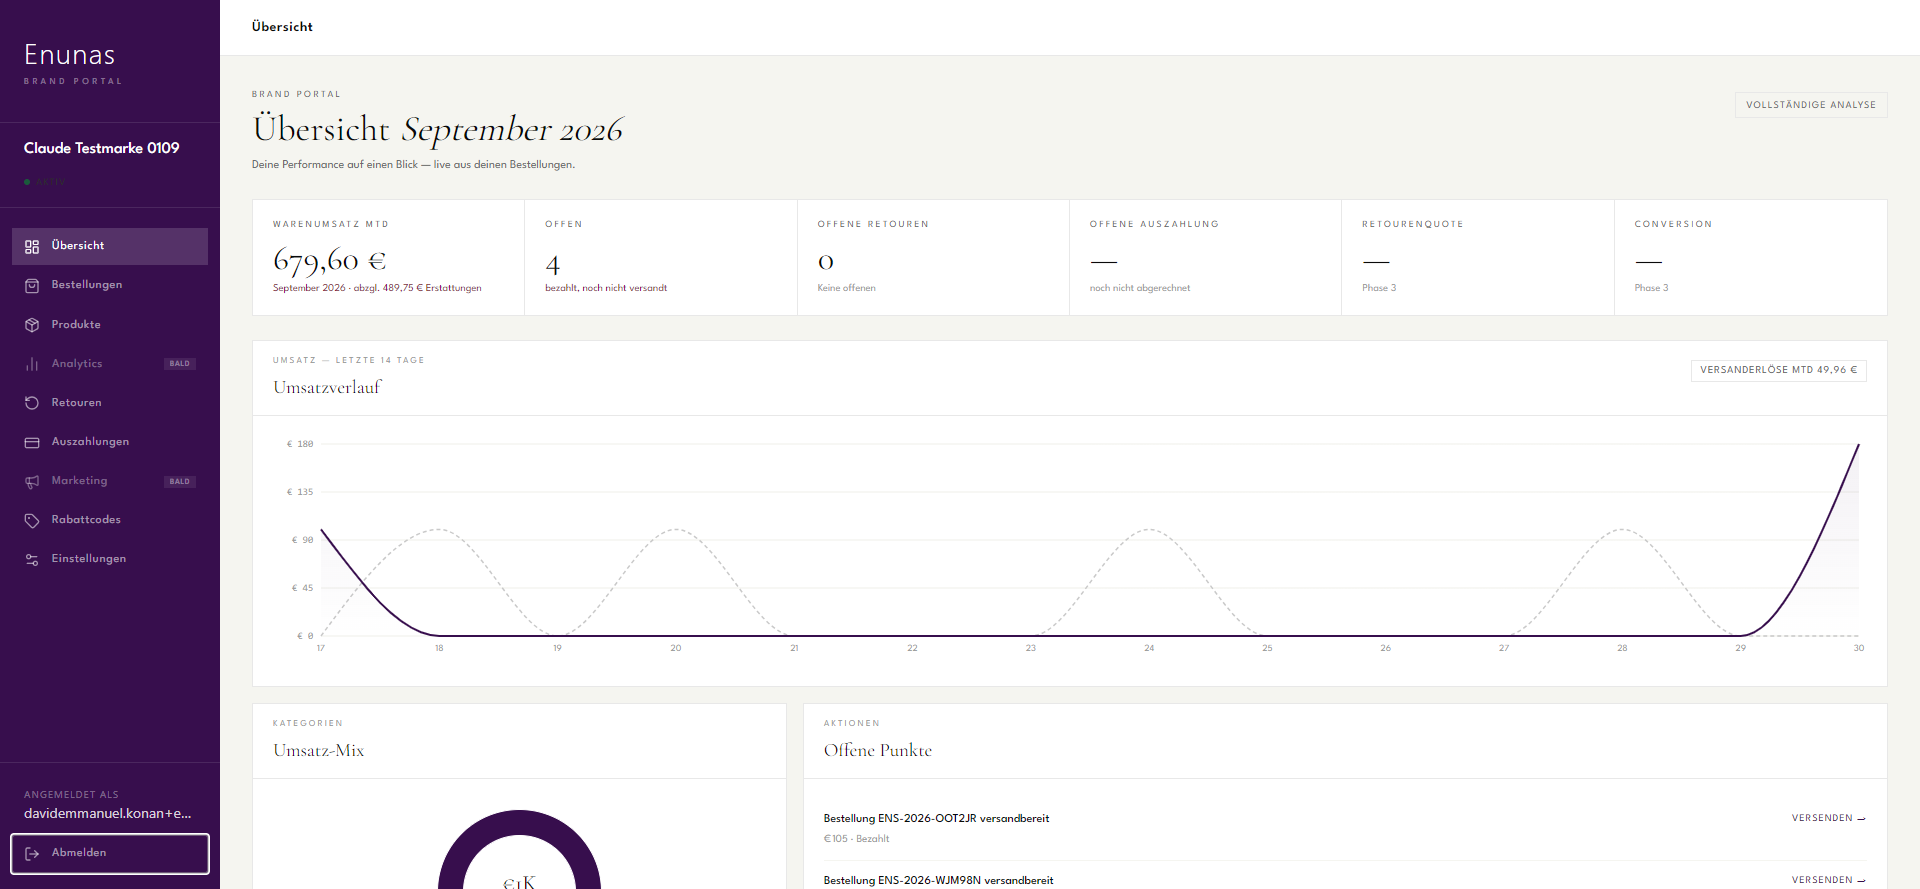 Enunas
BRAND PORTAL
Claude Testmarke 0109
AKTIV
Übersicht
Bestellungen
Produkte
Analytics BALD
Retouren
Auszahlungen
Marketing BALD
Rabattcodes
Einstellungen
ANGEMELDET ALS
davidemmanuel.konan+e...
Abmelden
Übersicht
BRAND PORTAL
Übersicht September 2026
Deine Performance auf einen Blick — live aus deinen Bestellungen.
VOLLSTÄNDIGE ANALYSE
WARENUMSATZ MTD
679,60 €
September 2026 · abzgl. 489,75 € Erstattungen
OFFEN
4
bezahlt, noch nicht versandt
OFFENE RETOUREN
0
Keine offenen
OFFENE AUSZAHLUNG
—
noch nicht abgerechnet
RETOURENQUOTE
—
Phase 3
CONVERSION
—
Phase 3
UMSATZ — LETZTE 14 TAGE
Umsatzverlauf
VERSANDERLÖSE MTD 49,96 €
€ 180
€ 135
€ 90
€ 45
€ 0
17 18 19 20 21 22 23 24 25 26 27 28 29 30
KATEGORIEN
Umsatz-Mix
€1K
AKTIONEN
Offene Punkte
Bestellung ENS-2026-OOT2JR versandbereit
€105 · Bezahlt
VERSENDEN →
Bestellung ENS-2026-WJM98N versandbereit
VERSENDEN →